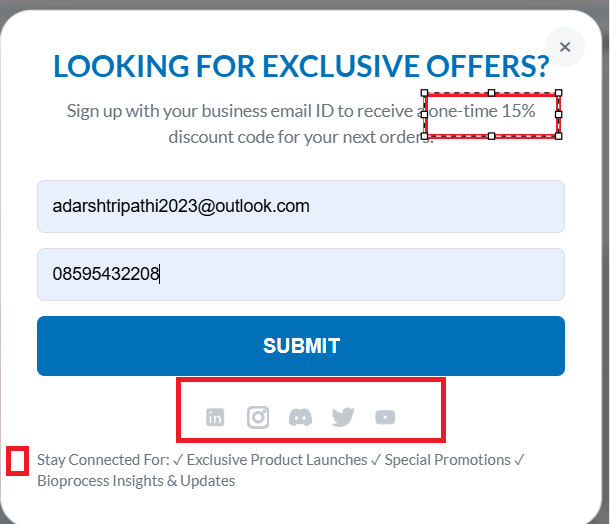 LOOKING FOR EXCLUSIVE OFFERS?
Sign up with your business email ID to receive a one-time 15%
discount code for your next orders.
adarshtripathi2023@outlook.com
08595432208
SUBMIT
in
Stay Connected For: ✓ Exclusive Product Launches ✓ Special Promotions ✓
Bioprocess Insights & Updates